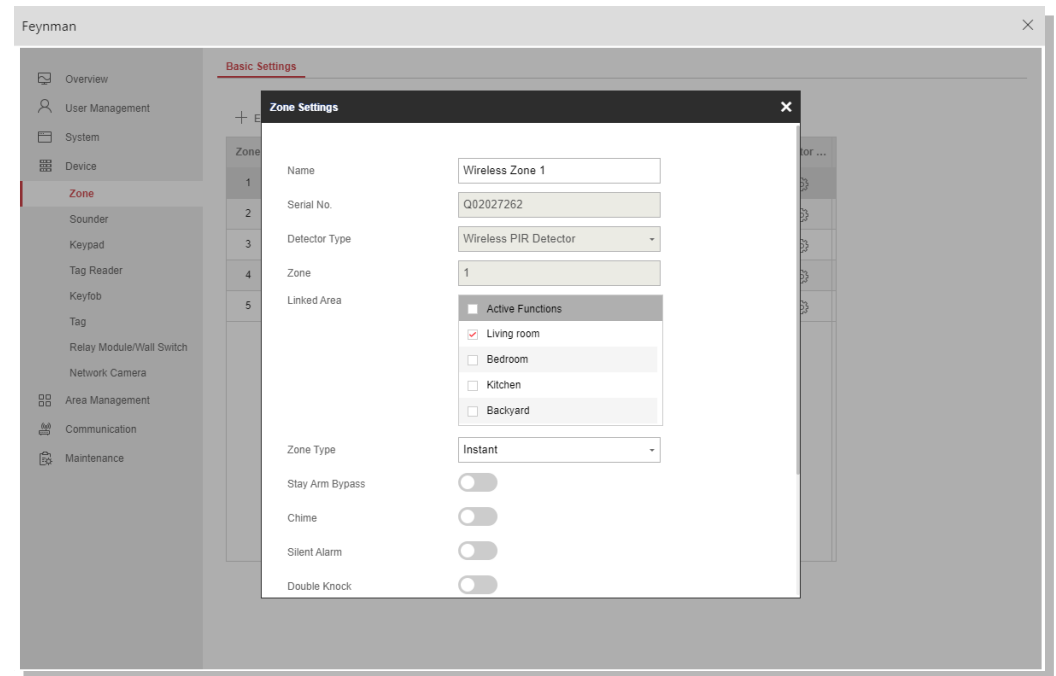 Feynman
Overview
User Management
System
Device
Zone
Sounder
Keypad
Tag Reader
Keyfob
Tag
Relay Module/Wall Switch
Network Camera
Area Management
Communication
Maintenance
Basic Settings
E
Zone
tor ...
1
2
3
4
5
Zone Settings
Name
Wireless Zone 1
Serial No.
Q02027262
Detector Type
Wireless PIR Detector
Zone
1
Linked Area
Active Functions
Living room
Bedroom
Kitchen
Backyard
Zone Type
Instant
Stay Arm Bypass
Chime
Silent Alarm
Double Knock